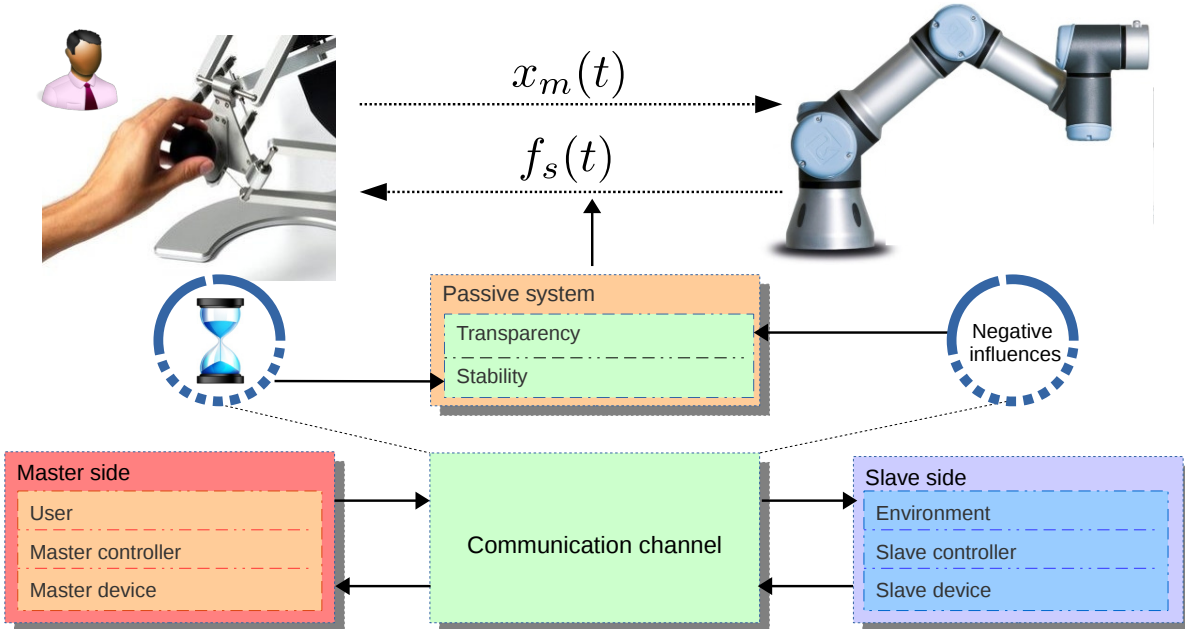 x_m(t)
f_s(t)
Passive system
Transparency
Stability
Negative
influences
Master side
User
Master controller
Master device
Communication channel
Slave side
Environment
Slave controller
Slave device